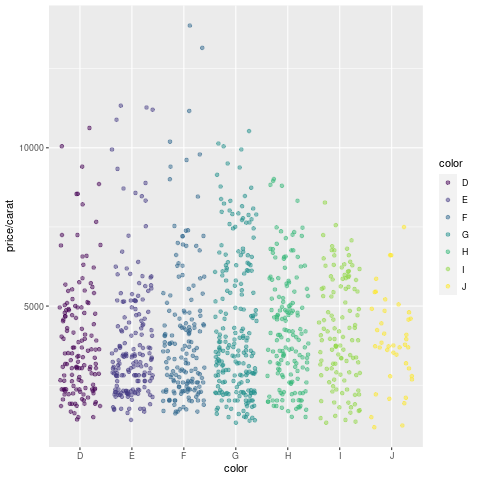 10000
5000
price/carat
D E F G H I J
color
color
D
E
F
G
H
I
J